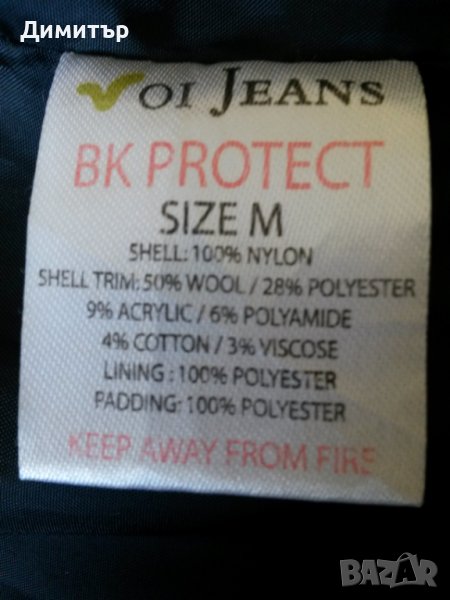 Димитър
VOI JEANS
BK PROTECT
SIZE M
SHELL: 100% NYLON
SHELL TRIM: 50% WOOL / 28% POLYESTER
9% ACRYLIC / 6% POLYAMIDE
4% COTTON / 3% VISCOSE
LINING : 100% POLYESTER
PADDING: 100% POLYESTER
KEEP AWAY FROM FIRE
BAZAR